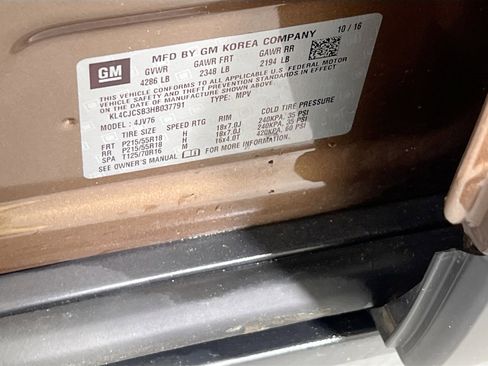 GM
MFD BY GM KOREA COMPANY 10 / 16
GVWR GAWR FRT GAWR RR
4286 LB 2348 LB 2194 LB
THIS VEHICLE CONFORMS TO ALL APPLICABLE U.S. FEDERAL MOTOR
VEHICLE SAFETY AND THEFT PREVENTION STANDARDS IN EFFECT
ON THE DATE OF MANUFACTURE SHOWN ABOVE.
KL4CJCSB3HB037791 TYPE: MPV
MODEL: 4JV76
TIRE SIZE SPEED RTG RIM COLD TIRE PRESSURE
FRT P215/55R18 H 18x7.0J 240KPA, 35 PSI
RR P215/55R18 H 18x7.0J 240KPA, 35 PSI
SPA T125/70R16 M 16x4.0T 420KPA, 60 PSI
SEE OWNER'S MANUAL FOR MORE INFORMATION.